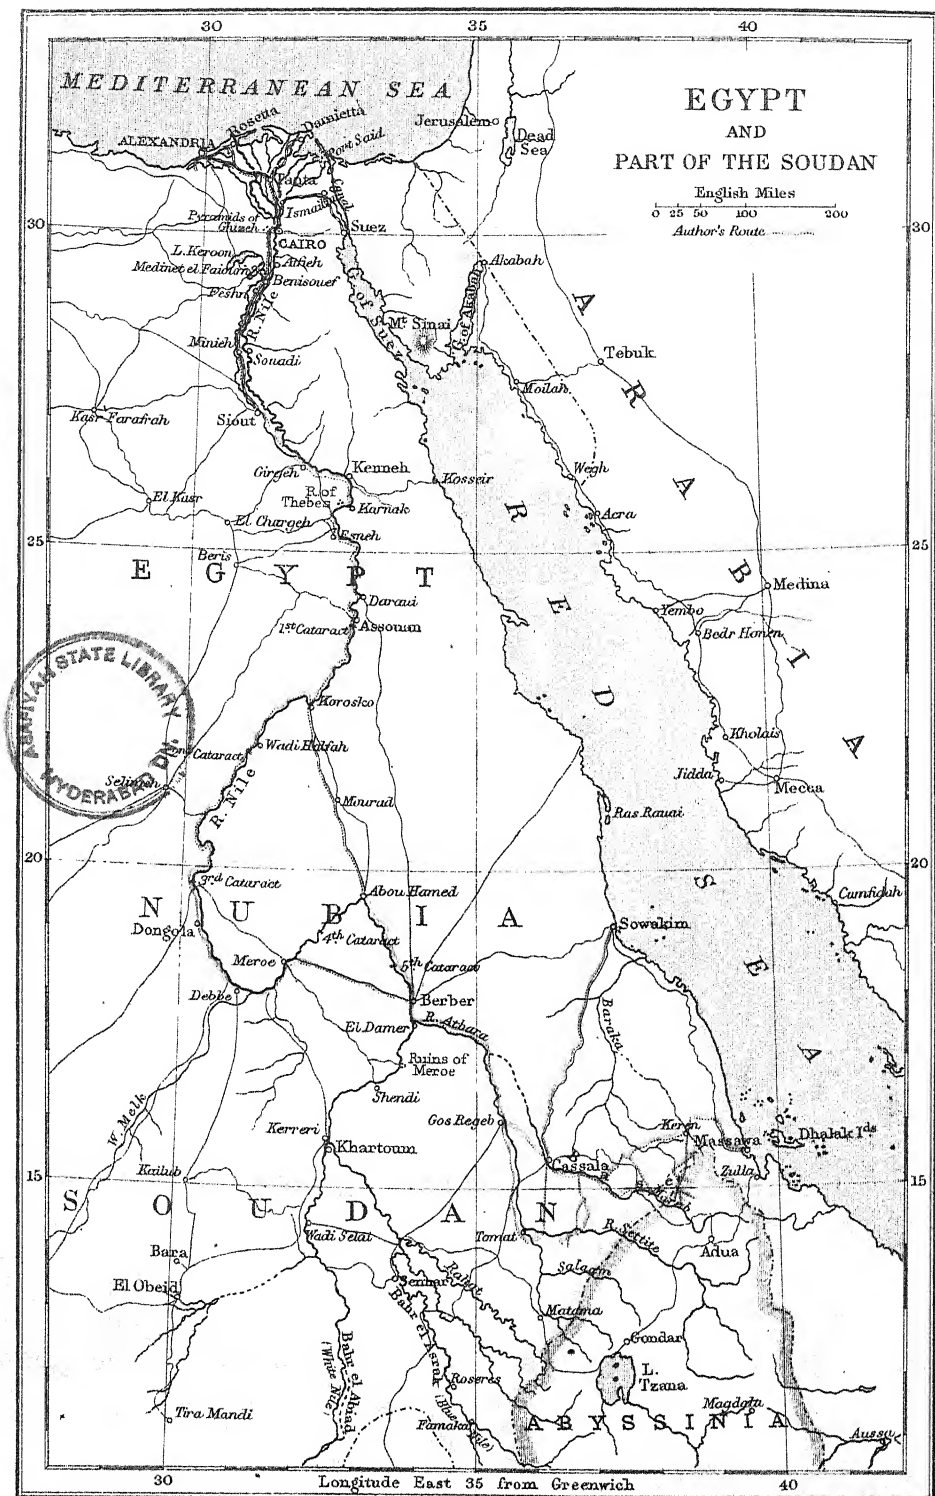 30 35 40
MEDITERRANEAN SEA
EGYPT
AND
PART OF THE SOUDAN
English Miles
0 25 50 100 200
Author's Route
Jerusalem
Dead
Sea
Rosetta
Damietta
ALEXANDRIA
Port Said
Tanta
Canal
Ismailia
30
30
Pyramids of
Ghizeh
Suez
CAIRO
L. Keroon
Atfieh
Medinet el Faioum
Benisouef
Feshn
R. Nile
Akabah
G. of Suez
G. of Akabah
Mt. Sinai
Minieh
Souadi
Tebuk
Moilah
Kasr Farafrah
Siout
Girgeh
Kenneh
Kosseir
Wegh
R. of
Thebes
Karnak
El Kasr
El Chargeh
Esneh
Acra
25
25
Beris
EGYPT
ARABIA
RED SEA
Medina
Daraui
Yembo
1st Cataract
Assouan
Bedr Honen
ASAFIYAH STATE LIBRARY
HYDERABAD DN.
Korosko
Cataract
Wadi Halfah
Kholais
Selimeh
Jidda
Mecca
R. Nile
Mourad
Ras Rauai
20
20
3rd Cataract
Abou Hamed
Cumfidah
NUBIA
Dongola
4th Cataract
Sowakim
Meroe
5th Cataract
Debbe
Berber
El Damer
R. Atbara
Baraka
Ruins of
Meroe
W. Melk
Shendi
Gos Regeb
Kerreri
Keren
Massawa
Dhalak Ids
Khartoum
Cassala
Zulla
Kailub
15
15
SOUDAN
Wadi Selat
Tomat
R. Settite
Adua
Bara
Salaam
El Obeid
Sennar
Rahat
Matama
Bahr el Asrak
(Blue Nile)
Gondar
Bahr el Abiad
(White Nile)
Roseres
L.
Tzana
Tira Mandi
Famaka
Magdala
ABYSSINIA
Aussa
30 Longitude East 35 from Greenwich 40